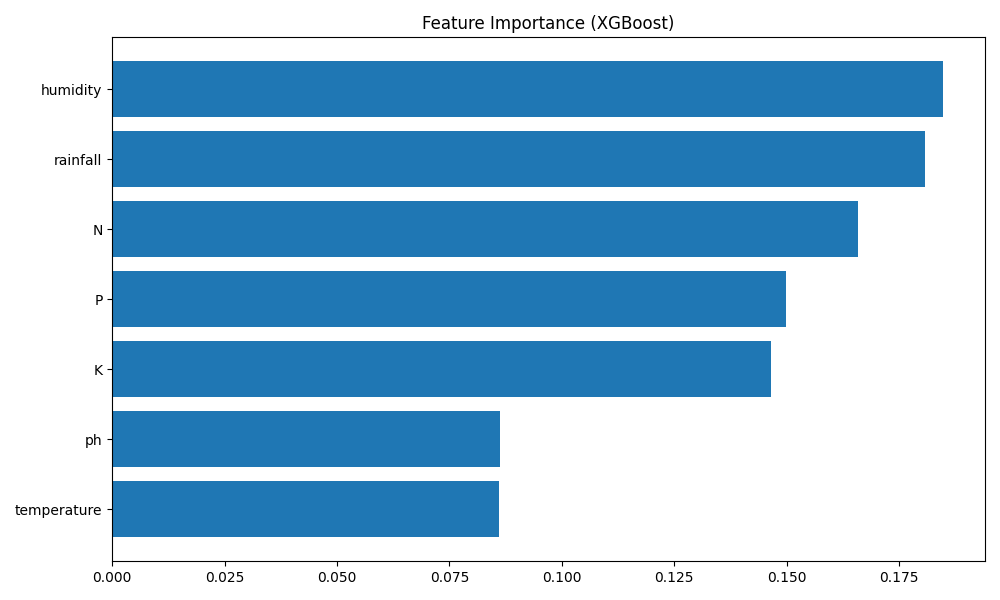 Feature Importance (XGBoost)
humidity
rainfall
N
P
K
ph
temperature
0.000 0.025 0.050 0.075 0.100 0.125 0.150 0.175